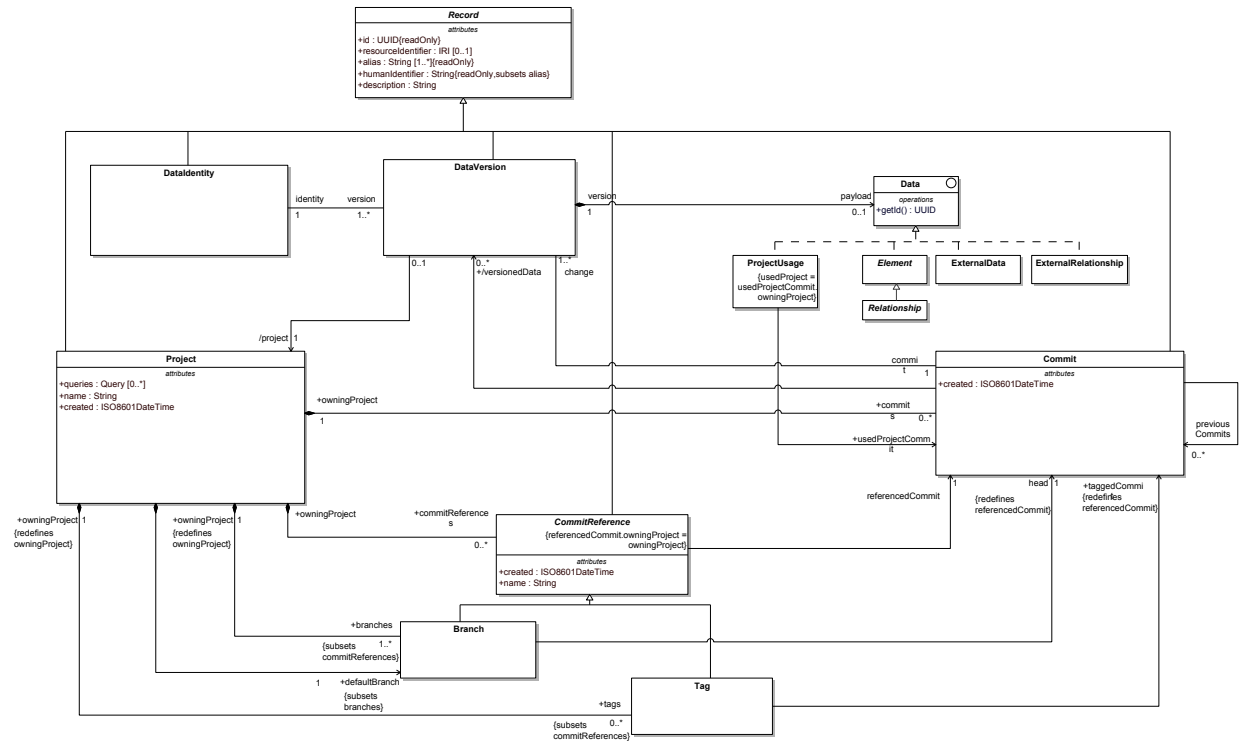 Record
attributes
+id : UUID{readOnly}
+resourceIdentifier : IRI [0..1]
+alias : String [1..*]{readOnly}
+humanIdentifier : String{readOnly,subsets alias}
+description : String
DataIdentity
identity
1
version
1..*
DataVersion
version
1
payload
0..1
Data
operations
+getId() : UUID
ProjectUsage
{usedProject =
usedProjectCommit.
owningProject}
Element
ExternalData
ExternalRelationship
Relationship
0..1
0..*
+/versionedData
1..*
change
/project
1
Project
attributes
+queries : Query [0..*]
+name : String
+created : ISO8601DateTime
+owningProject
1
commi
t
1
+commit
s
0..*
+usedProjectComm
it
Commit
attributes
+created : ISO8601DateTime
previous
Commits
0..*
+owningProject
1
{redefines
owningProject}
+owningProject
1
{redefines
owningProject}
+owningProject
+commitReference
s
0..*
CommitReference
{referencedCommit.owningProject =
owningProject}
attributes
+created : ISO8601DateTime
+name : String
referencedCommit
1
head
1
{redefines
referencedCommit}
+taggedCommi
{redefines
referencedCommit}
+branches
1..*
{subsets
commitReferences}
Branch
1
+defaultBranch
{subsets
branches}
+tags
0..*
{subsets
commitReferences}
Tag